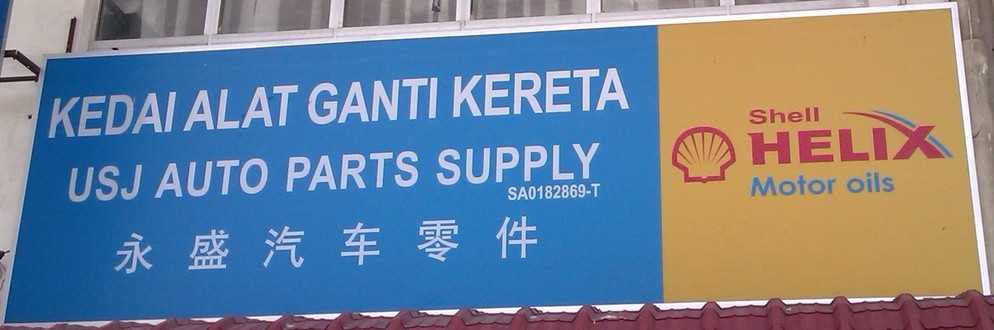 KEDAI ALAT GANTI KERETA
USJ AUTO PARTS SUPPLY
SA0182869-T
永盛汽车零件
Shell
HELIX
Motor oils